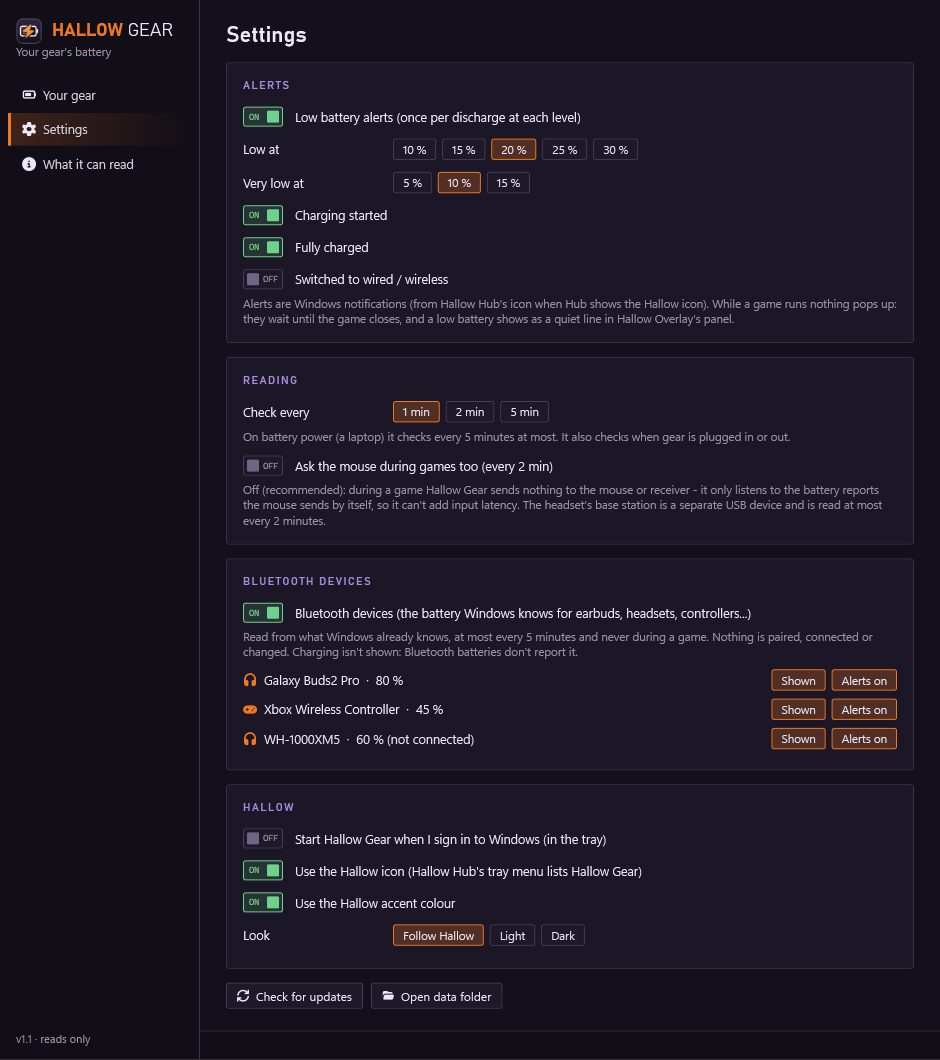 HALLOW GEAR
Your gear's battery
Your gear
Settings
What it can read
v1.1 · reads only
Settings
ALERTS
ON Low battery alerts (once per discharge at each level)
Low at 10 % 15 % 20 % 25 % 30 %
Very low at 5 % 10 % 15 %
ON Charging started
ON Fully charged
OFF Switched to wired / wireless
Alerts are Windows notifications (from Hallow Hub's icon when Hub shows the Hallow icon). While a game runs nothing pops up:
they wait until the game closes, and a low battery shows as a quiet line in Hallow Overlay's panel.
READING
Check every 1 min 2 min 5 min
On battery power (a laptop) it checks every 5 minutes at most. It also checks when gear is plugged in or out.
OFF Ask the mouse during games too (every 2 min)
Off (recommended): during a game Hallow Gear sends nothing to the mouse or receiver - it only listens to the battery reports
the mouse sends by itself, so it can't add input latency. The headset's base station is a separate USB device and is read at most
every 2 minutes.
BLUETOOTH DEVICES
ON Bluetooth devices (the battery Windows knows for earbuds, headsets, controllers...)
Read from what Windows already knows, at most every 5 minutes and never during a game. Nothing is paired, connected or
changed. Charging isn't shown: Bluetooth batteries don't report it.
Galaxy Buds2 Pro · 80 % Shown Alerts on
Xbox Wireless Controller · 45 % Shown Alerts on
WH-1000XM5 · 60 % (not connected) Shown Alerts on
HALLOW
OFF Start Hallow Gear when I sign in to Windows (in the tray)
ON Use the Hallow icon (Hallow Hub's tray menu lists Hallow Gear)
ON Use the Hallow accent colour
Look Follow Hallow Light Dark
Check for updates Open data folder